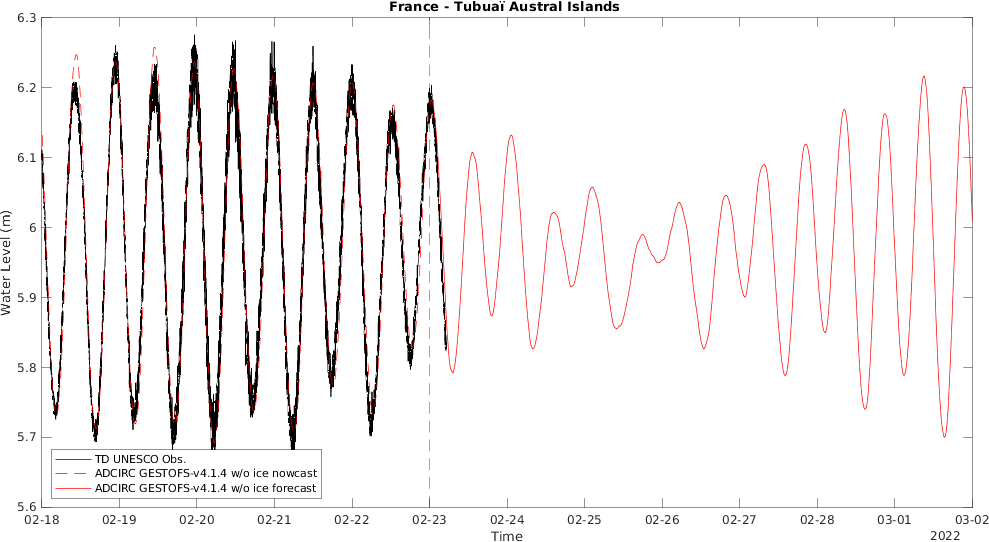 France - Tubuaï Austral Islands
Water Level (m)
6.3
6.2
6.1
6
5.9
5.8
5.7
5.6
TD UNESCO Obs.
ADCIRC GESTOFS-v4.1.4 w/o ice nowcast
ADCIRC GESTOFS-v4.1.4 w/o ice forecast
02-18 02-19 02-20 02-21 02-22 02-23 02-24 02-25 02-26 02-27 02-28 03-01 03-02
Time
2022